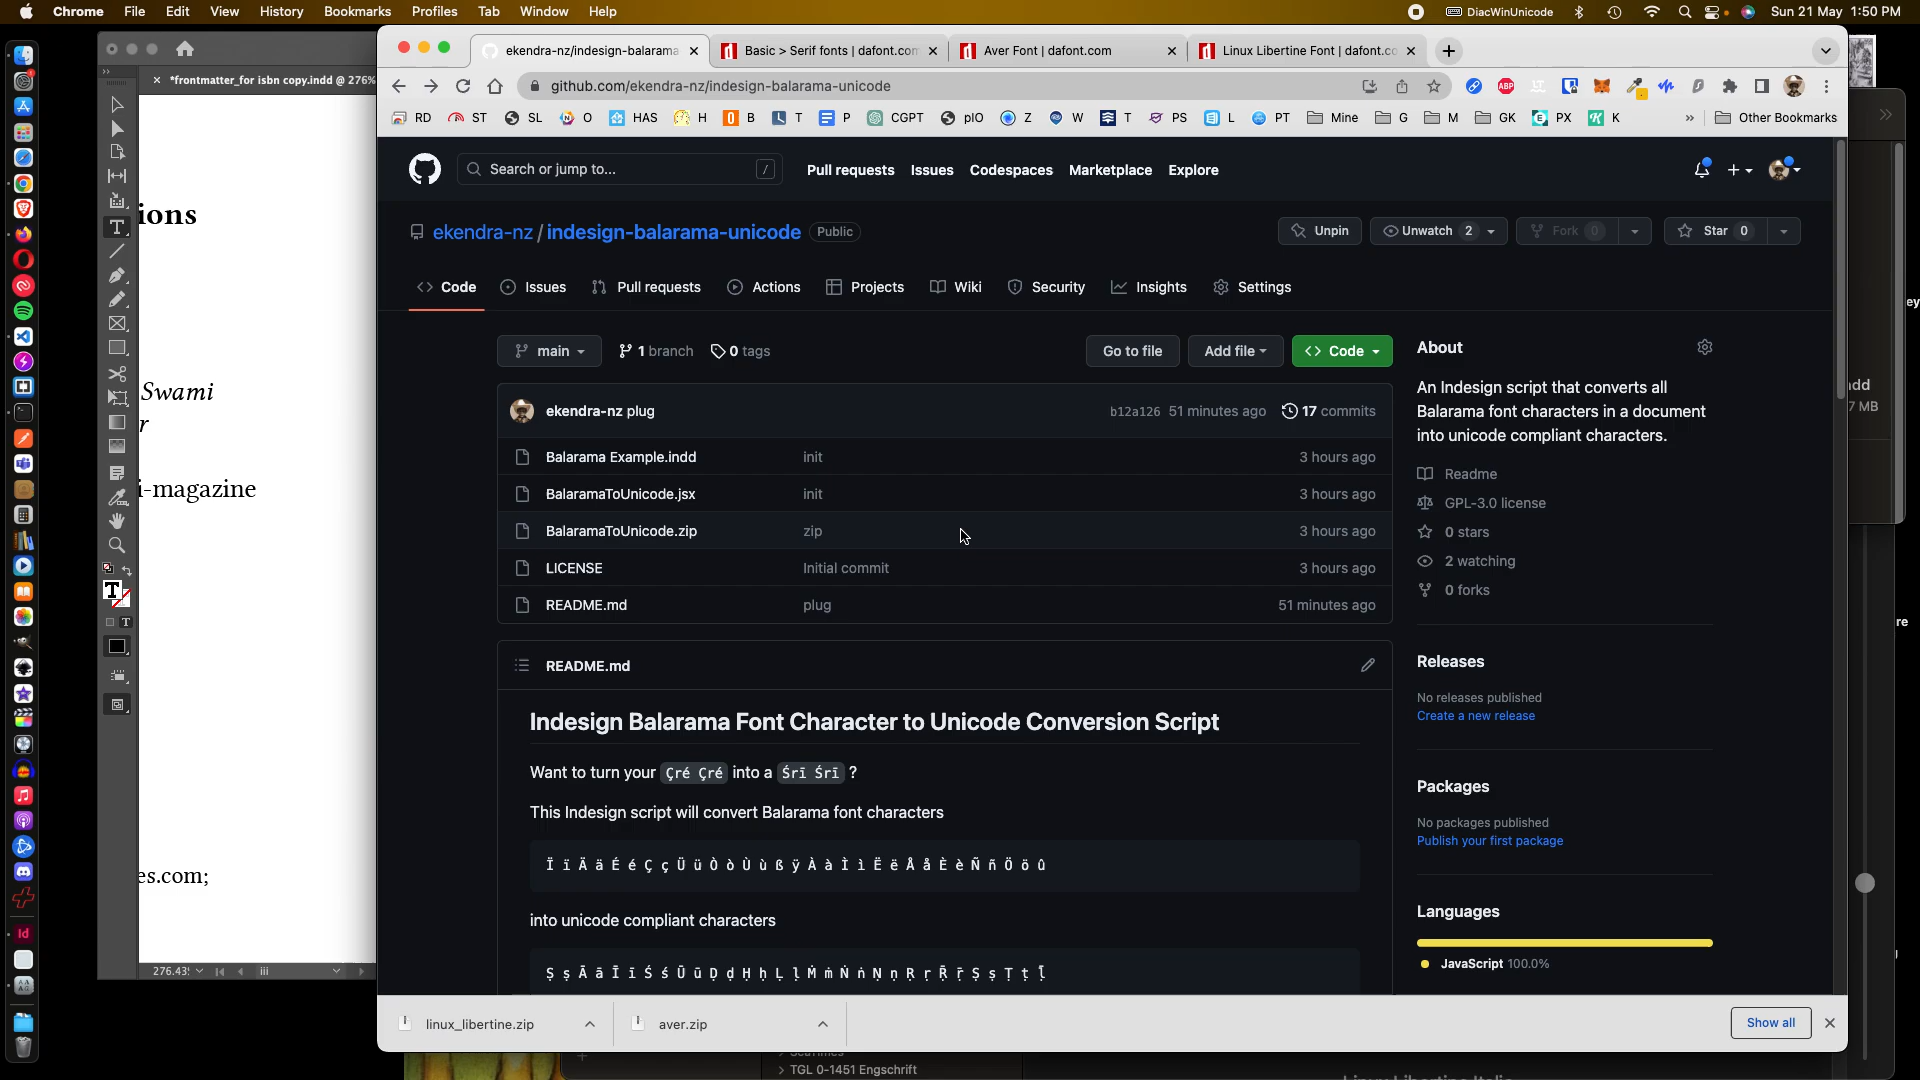 Chrome File Edit View History Bookmarks Profiles Tab Window Help
DiacWinUnicode Sun 21 May 1:50 PM
*frontmatter_for isbn copy.indd @ 276%
ions
Swami
r
i-magazine
es.com;
276.43 iii
Id
ekendra-nz/indesign-balarama
Basic > Serif fonts | dafont.com
Aver Font | dafont.com
Linux Libertine Font | dafont.co
github.com/ekendra-nz/indesign-balarama-unicode
ABP
RD ST SL O HAS H B T P CGPT pIO Z W T PS L PT Mine G M GK PX K » Other Bookmarks
Search or jump to... /
Pull requests Issues Codespaces Marketplace Explore
ekendra-nz / indesign-balarama-unicode Public
Unpin Unwatch 2 Fork 0 Star 0
Code Issues Pull requests Actions Projects Wiki Security Insights Settings
main 1 branch 0 tags Go to file Add file Code
ekendra-nz plug b12a126 51 minutes ago 17 commits
Balarama Example.indd init 3 hours ago
BalaramaToUnicode.jsx init 3 hours ago
BalaramaToUnicode.zip zip 3 hours ago
LICENSE Initial commit 3 hours ago
README.md plug 51 minutes ago
README.md
Indesign Balarama Font Character to Unicode Conversion Script
Want to turn your Çré Çré into a Śrī Śrī ?
This Indesign script will convert Balarama font characters
Ï ï Ä ä É é Ç ç Ü ü Ò ò Ù ù ß ÿ À à Ì ì Ë ë Å å È è Ñ ñ Ö ö û
into unicode compliant characters
Ṣ ṣ Ā ā Ī ī Ś ś Ū ū Ḍ ḍ Ḥ ḥ Ḷ ḷ Ṁ ṁ Ṅ ṅ Ṇ ṇ Ṛ ṛ Ṝ ṝ Ṣ ṣ Ṭ ṭ
About
An Indesign script that converts all
Balarama font characters in a document
into unicode compliant characters.
Readme
GPL-3.0 license
0 stars
2 watching
0 forks
Releases
No releases published
Create a new release
Packages
No packages published
Publish your first package
Languages
JavaScript 100.0%
linux_libertine.zip
aver.zip
Show all
TGL 0-1451 Engschrift
ey
dd
7 MB
re